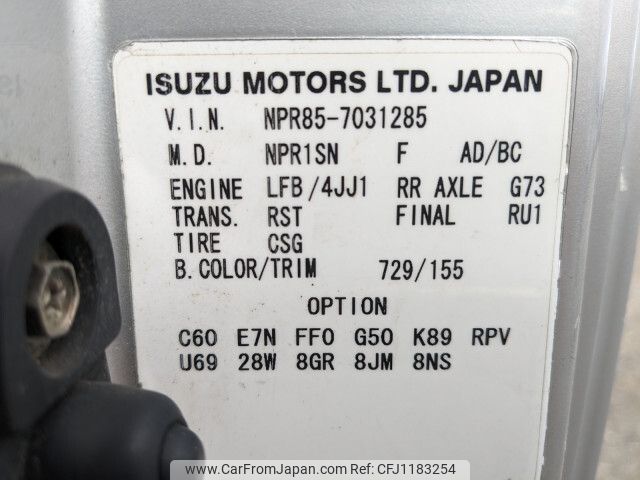 ISUZU MOTORS LTD. JAPAN
V.I.N. NPR85-7031285
M.D. NPR1SN F AD/BC
ENGINE LFB/4JJ1 RR AXLE G73
TRANS. RST FINAL RU1
TIRE CSG
B.COLOR/TRIM 729/155
OPTION
C60 E7N FF0 G50 K89 RPV
U69 28W 8GR 8JM 8NS
www.CarFromJapan.com - CFJ1183254